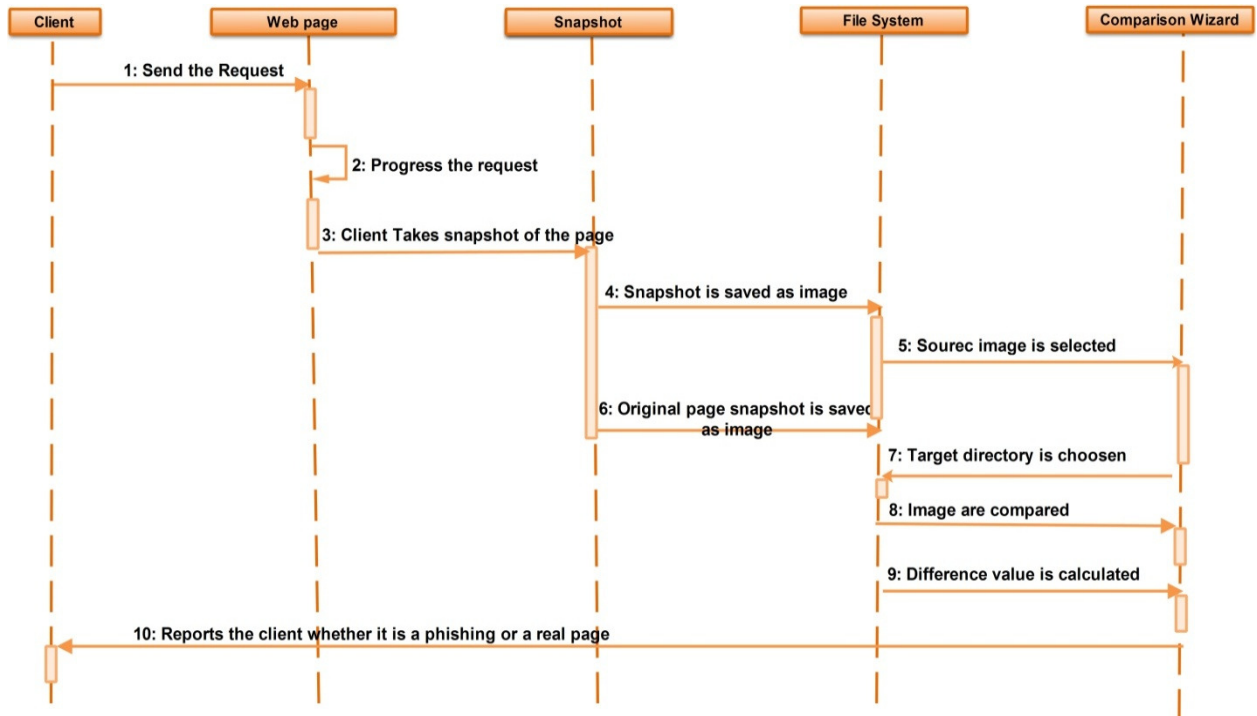 Client
Web page
Snapshot
File System
Comparison Wizard
1: Send the Request
2: Progress the request
3: Client Takes snapshot of the page
4: Snapshot is saved as image
5: Sourec image is selected
6: Original page snapshot is saved
as image
7: Target directory is choosen
8: Image are compared
9: Difference value is calculated
10: Reports the client whether it is a phishing or a real page